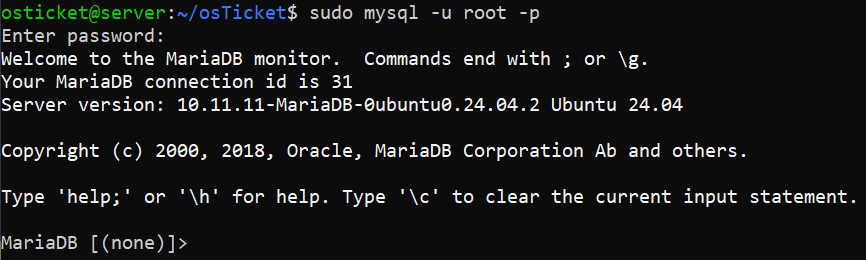 osticket@server:~/osTicket$ sudo mysql -u root -p
Enter password:
Welcome to the MariaDB monitor.  Commands end with ; or \g.
Your MariaDB connection id is 31
Server version: 10.11.11-MariaDB-0ubuntu0.24.04.2 Ubuntu 24.04

Copyright (c) 2000, 2018, Oracle, MariaDB Corporation Ab and others.

Type 'help;' or '\h' for help. Type '\c' to clear the current input statement.

MariaDB [(none)]>